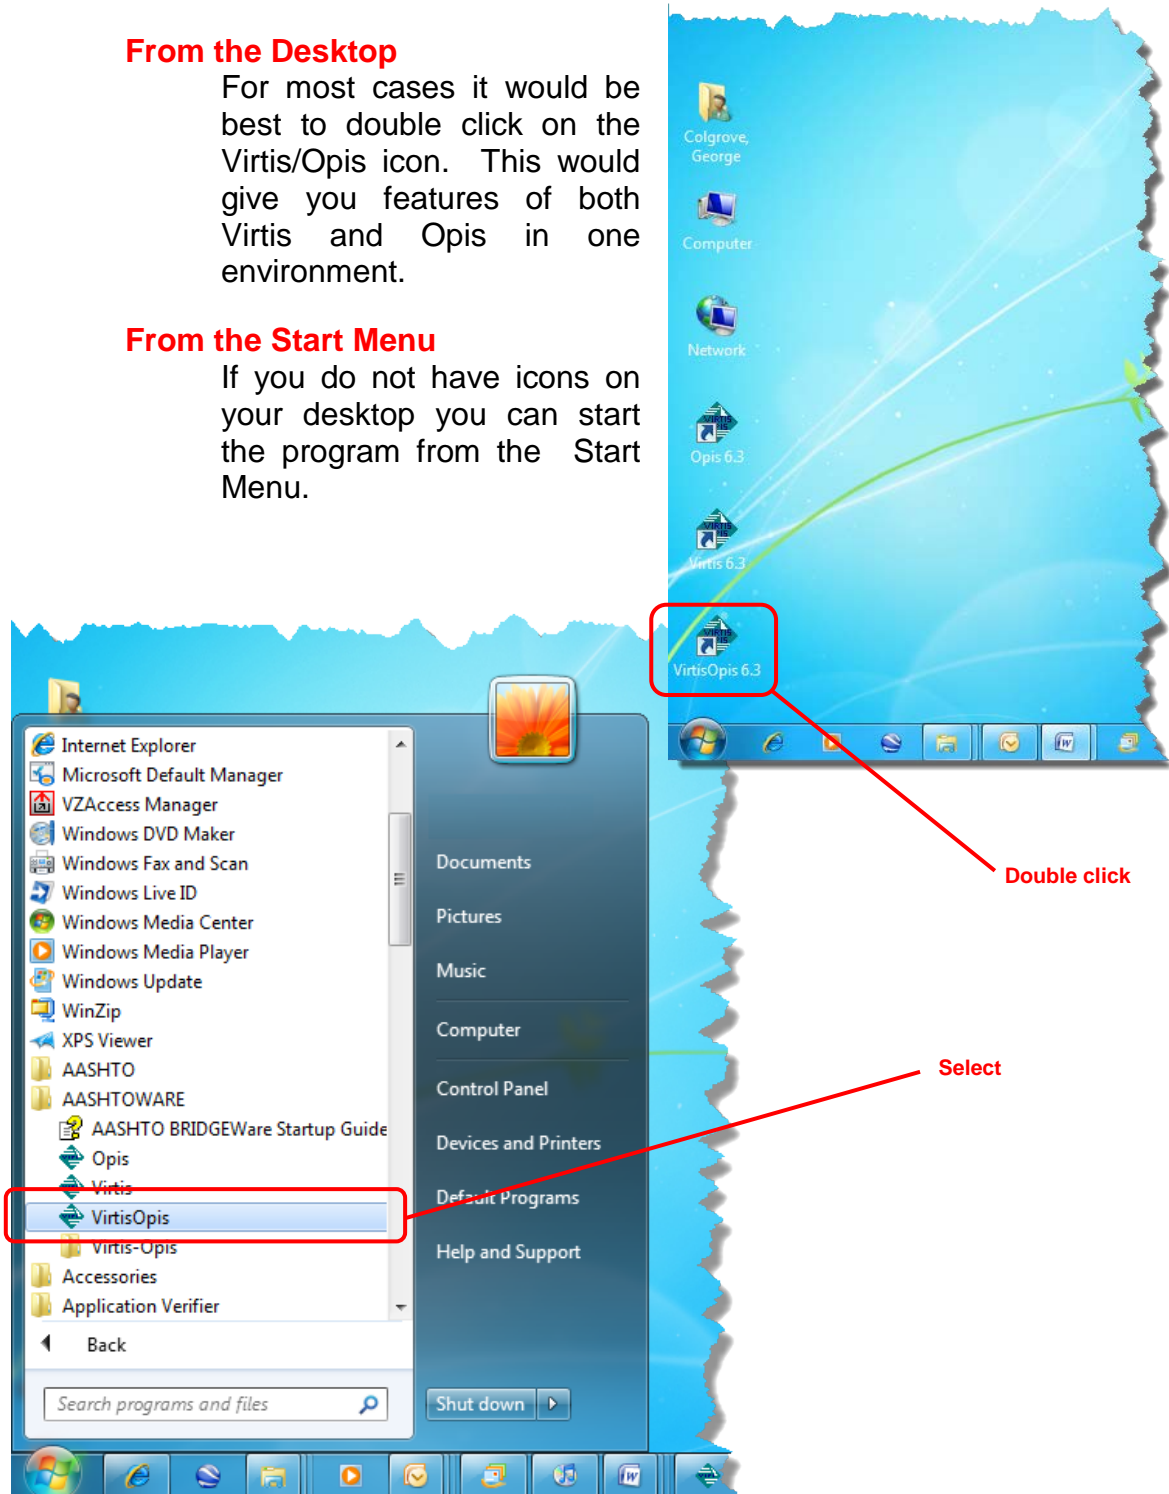 From the Desktop
For most cases it would be
best to double click on the
Virtis/Opis icon. This would
give you features of both
Virtis and Opis in one
environment.
From the Start Menu
If you do not have icons on
your desktop you can start
the program from the Start
Menu.
Colgrove,
George
Computer
Network
Opis 6.3
Virtis 6.3
VirtisOpis 6.3
Double click
Internet Explorer
Microsoft Default Manager
VZAccess Manager
Windows DVD Maker
Windows Fax and Scan
Windows Live ID
Windows Media Center
Windows Media Player
Windows Update
WinZip
XPS Viewer
AASHTO
AASHTOWARE
AASHTO BRIDGEWare Startup Guide
Opis
Virtis
VirtisOpis
Virtis-Opis
Accessories
Application Verifier
Back
Search programs and files
Documents
Pictures
Music
Computer
Control Panel
Devices and Printers
Default Programs
Help and Support
Shut down
Select